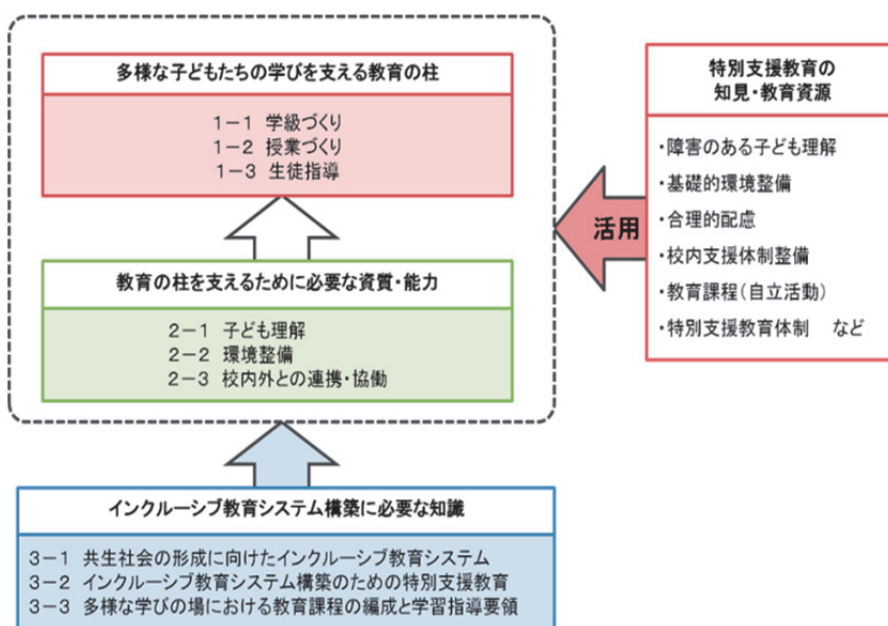 多様な子どもたちの学びを支える教育の柱
1－1 学級づくり
1－2 授業づくり
1－3 生徒指導
教育の柱を支えるために必要な資質・能力
2－1 子ども理解
2－2 環境整備
2－3 校内外との連携・協働
活用
特別支援教育の
知見・教育資源
・障害のある子ども理解
・基礎的環境整備
・合理的配慮
・校内支援体制整備
・教育課程（自立活動）
・特別支援教育体制 など
インクルーシブ教育システム構築に必要な知識
3－1 共生社会の形成に向けたインクルーシブ教育システム
3－2 インクルーシブ教育システム構築のための特別支援教育
3－3 多様な学びの場における教育課程の編成と学習指導要領